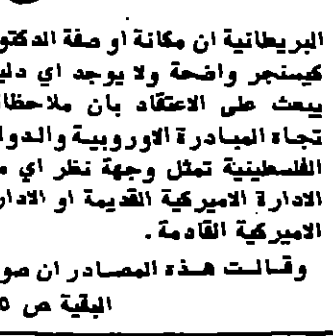 البريطانية ان مكانة او صفة الدكتو
كيسنجر واضحة ولا يوجد اي دلي
يبعث على الاعتقاد بان ملاحظا
تجاه المبادرة الاوروبية والدوا
الفلسطينية تمثل وجهة نظر اي م
الادارة الاميركية القديمة او الادار
الاميركية القادمة .
وقالت هذه المصادر ان صو
البقية ص ٥